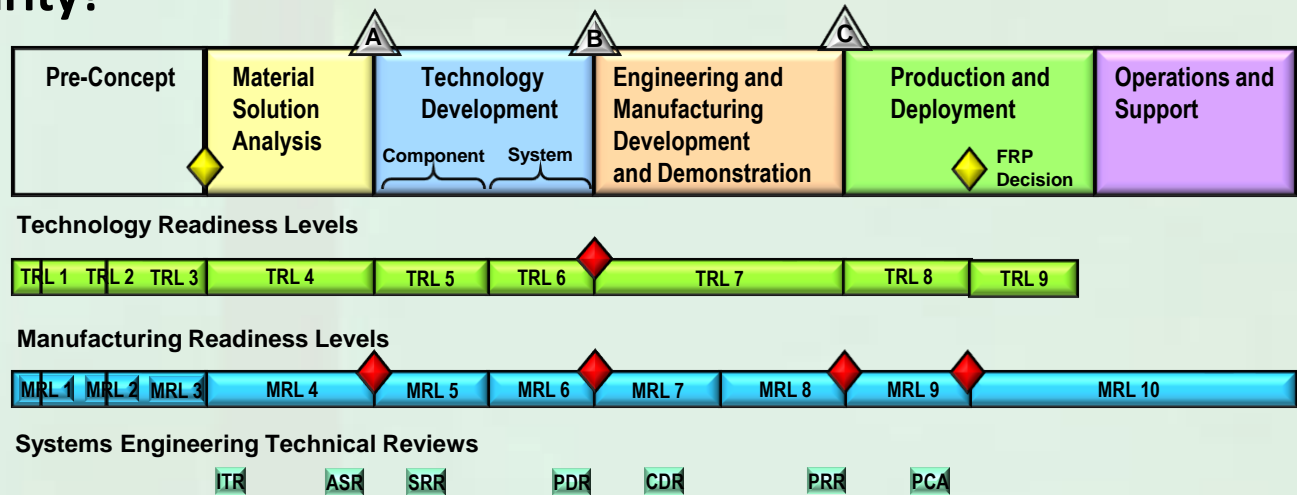 A B C
Pre-Concept
Material
Solution
Analysis
Technology
Development
Component System
Engineering and
Manufacturing
Development
and Demonstration
Production and
Deployment
FRP
Decision
Operations and
Support
Technology Readiness Levels
TRL 1 TRL 2 TRL 3 TRL 4 TRL 5 TRL 6 TRL 7 TRL 8 TRL 9
Manufacturing Readiness Levels
MRL 1 MRL 2 MRL 3 MRL 4 MRL 5 MRL 6 MRL 7 MRL 8 MRL 9 MRL 10
Systems Engineering Technical Reviews
ITR ASR SRR PDR CDR PRR PCA